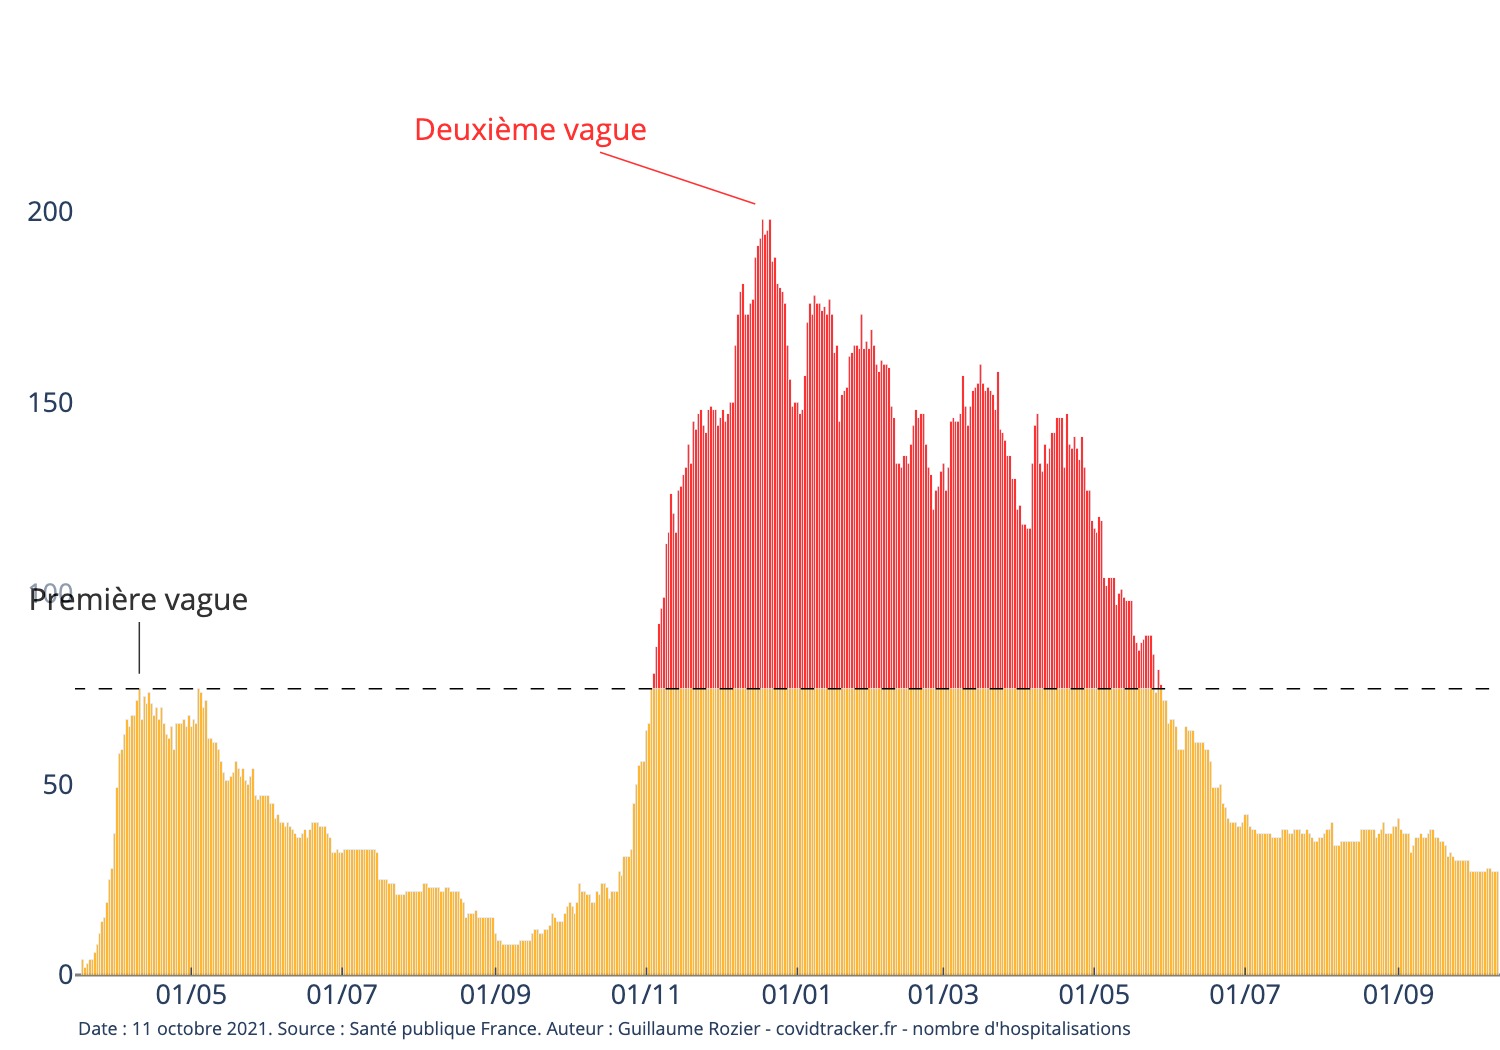 Deuxième vague
200
150
100
Première vague
50
0
01/05 01/07 01/09 01/11 01/01 01/03 01/05 01/07 01/09
Date : 11 octobre 2021. Source : Santé publique France. Auteur : Guillaume Rozier - covidtracker.fr - nombre d'hospitalisations